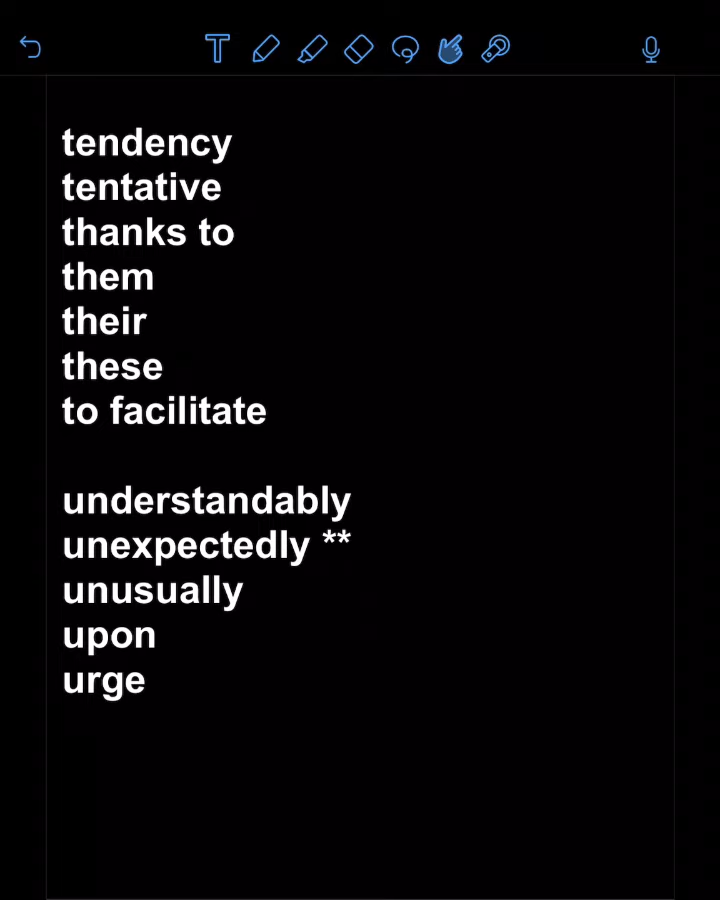 tendency
tentative
thanks to
them
their
these
to facilitate
understandably
unexpectedly **
unusually
upon
urge